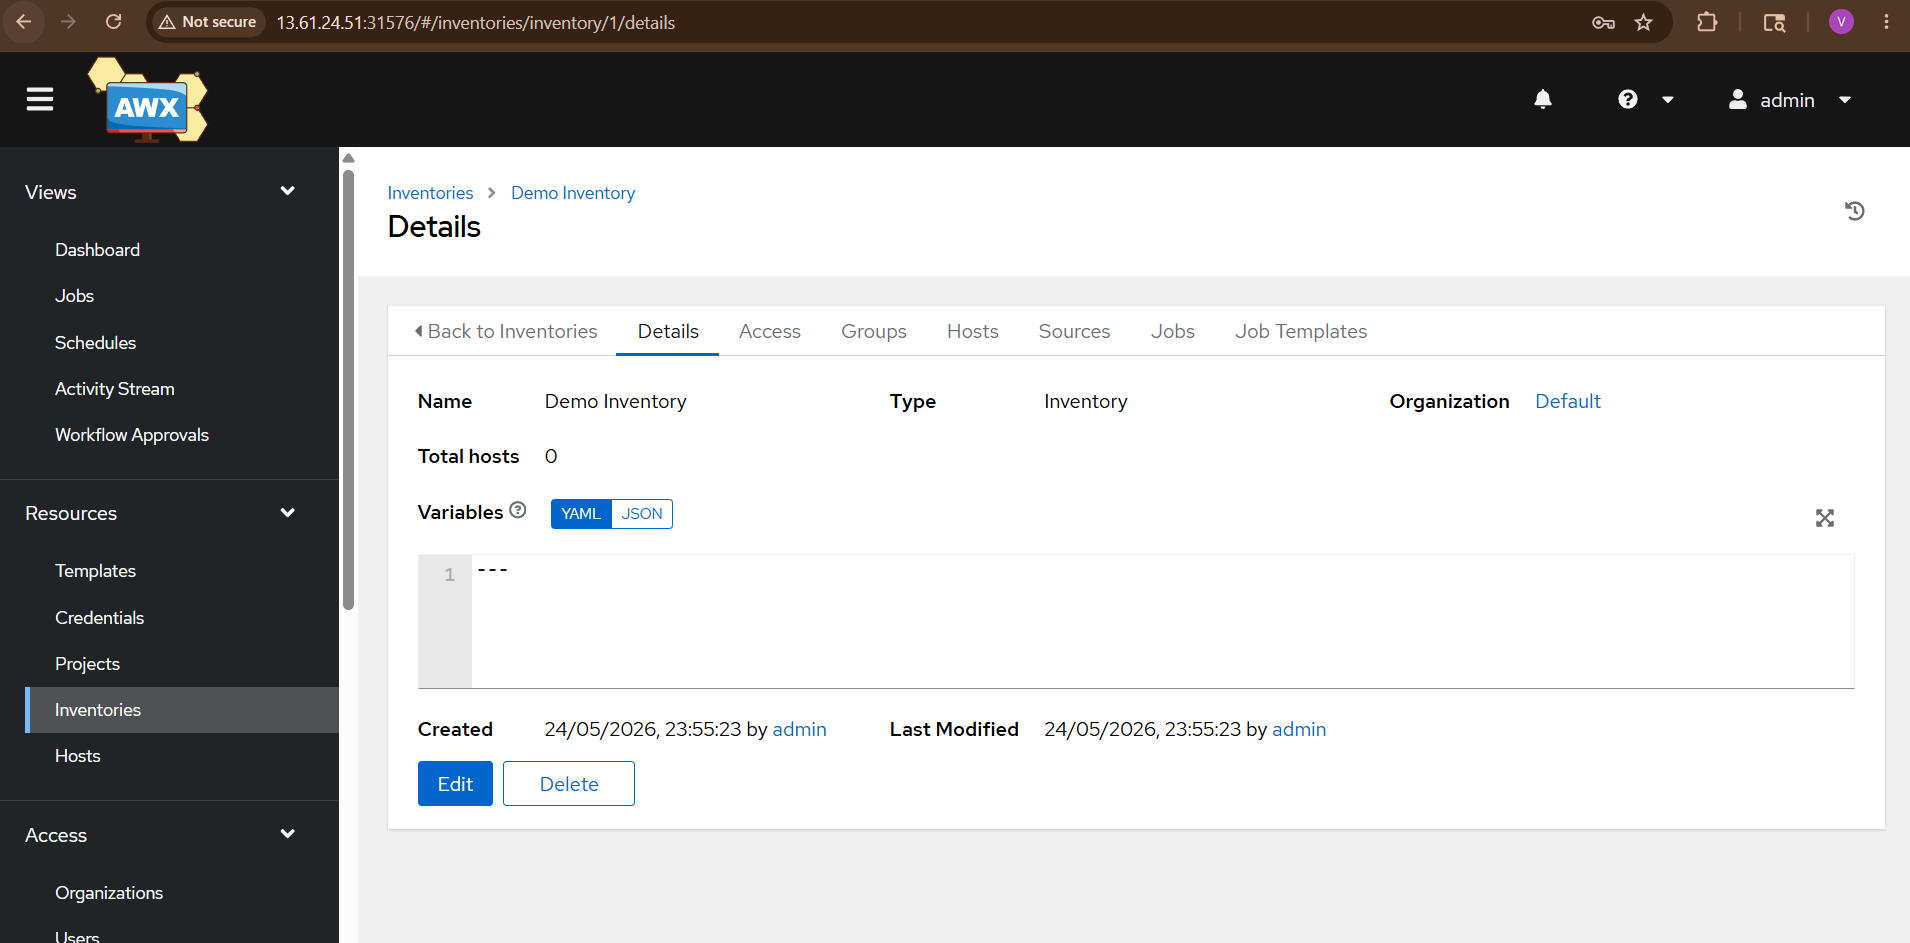 Not secure 13.61.24.51:31576/#/inventories/inventory/1/details V
AWX
admin
Views
Dashboard
Jobs
Schedules
Activity Stream
Workflow Approvals
Resources
Templates
Credentials
Projects
Inventories
Hosts
Access
Organizations
Users
Inventories Demo Inventory
Details
Back to Inventories Details Access Groups Hosts Sources Jobs Job Templates
Name Demo Inventory Type Inventory Organization Default
Total hosts 0
Variables YAML JSON
1 ---
Created 24/05/2026, 23:55:23 by admin Last Modified 24/05/2026, 23:55:23 by admin
Edit Delete